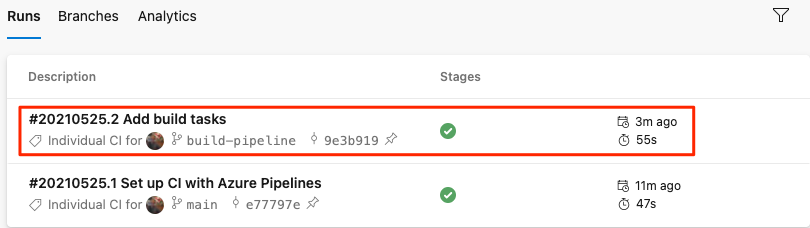 Runs Branches Analytics
Description Stages
#20210525.2 Add build tasks 3m ago
Individual CI for build-pipeline 9e3b919 55s
#20210525.1 Set up CI with Azure Pipelines 11m ago
Individual CI for main e77797e 47s